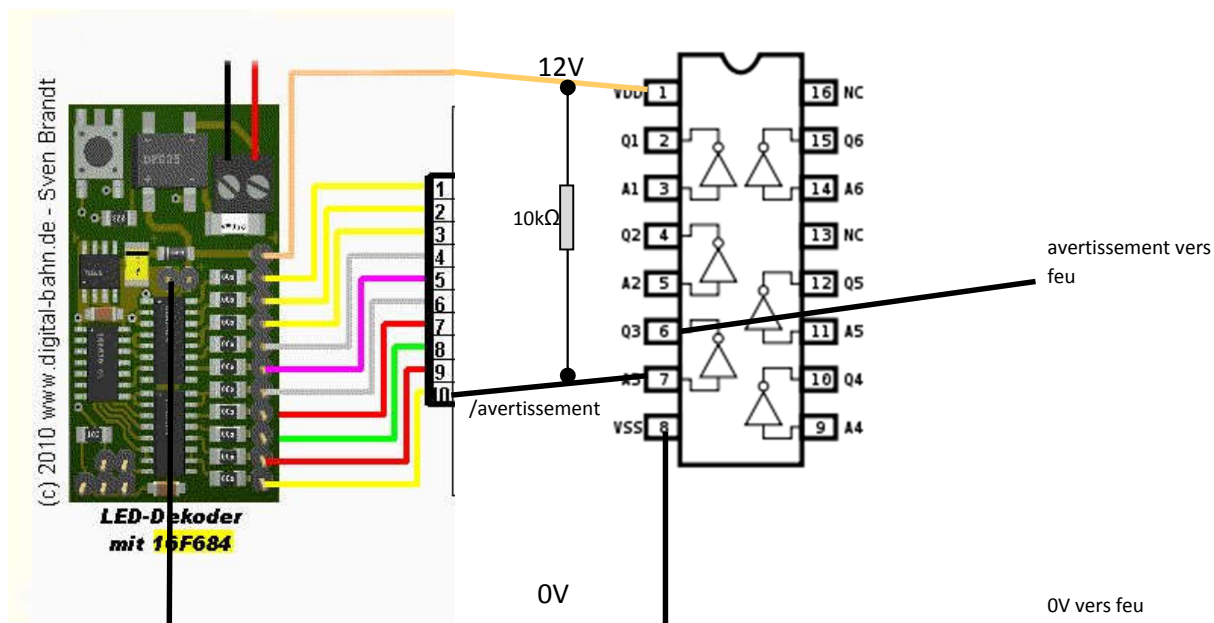 (c) 2010 www.digital-bahn.de - Sven Brandt
LED-Dekoder
mit 16F684
1
2
3
4
5
6
7
8
9
10
12V
10kΩ
/avertissement
0V
VDD 1
Q1 2
A1 3
Q2 4
A2 5
Q3 6
A3 7
VSS 8
16 NC
15 Q6
14 A6
13 NC
12 Q5
11 A5
10 Q4
9 A4
avertissement vers
feu
0V vers feu